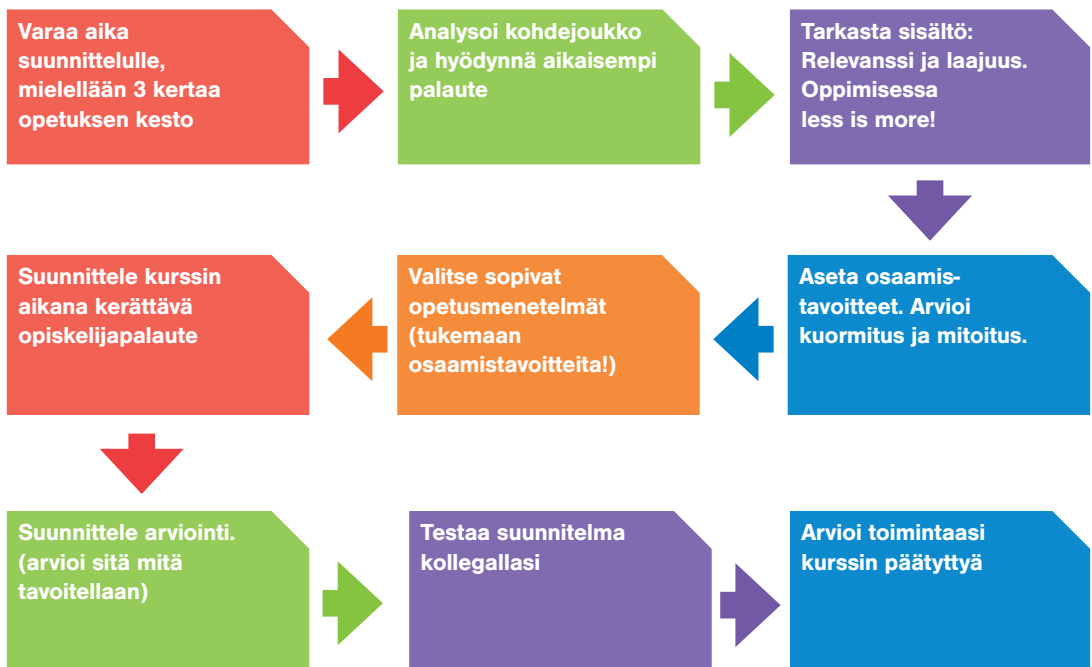 Varaa aika
suunnittelulle,
mielellään 3 kertaa
opetuksen kesto
Analysoi kohdejoukko
ja hyödynnä aikaisempi
palaute
Tarkasta sisältö:
Relevanssi ja laajuus.
Oppimisessa
less is more!
Aseta osaamis-
tavoitteet. Arvioi
kuormitus ja mitoitus.
Valitse sopivat
opetusmenetelmät
(tukemaan
osaamistavoitteita!)
Suunnittele kurssin
aikana kerättävä
opiskelijapalaute
Suunnittele arviointi.
(arvioi sitä mitä
tavoitellaan)
Testaa suunnitelma
kollegallasi
Arvioi toimintaasi
kurssin päätyttyä